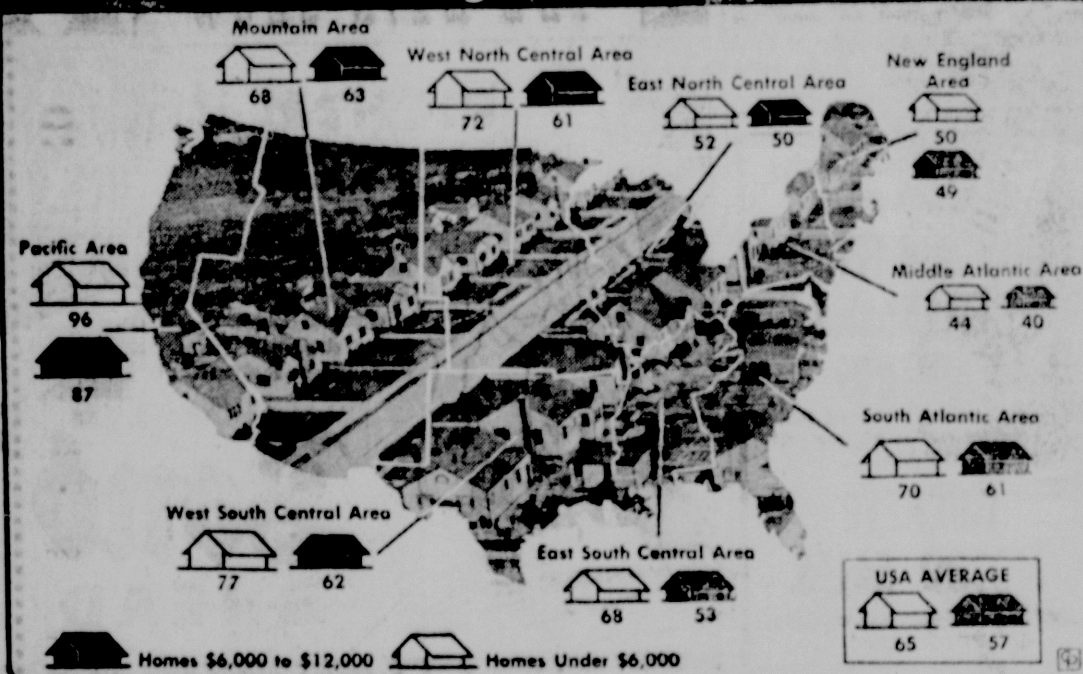 Mountain Area
68 63
West North Central Area
72 61
East North Central Area
52 50
New England
Area
50
49
Pacific Area
96
87
Middle Atlantic Area
44 40
South Atlantic Area
70 61
West South Central Area
77 62
East South Central Area
68 53
USA AVERAGE
65 57
Homes $6,000 to $12,000 Homes Under $6,000